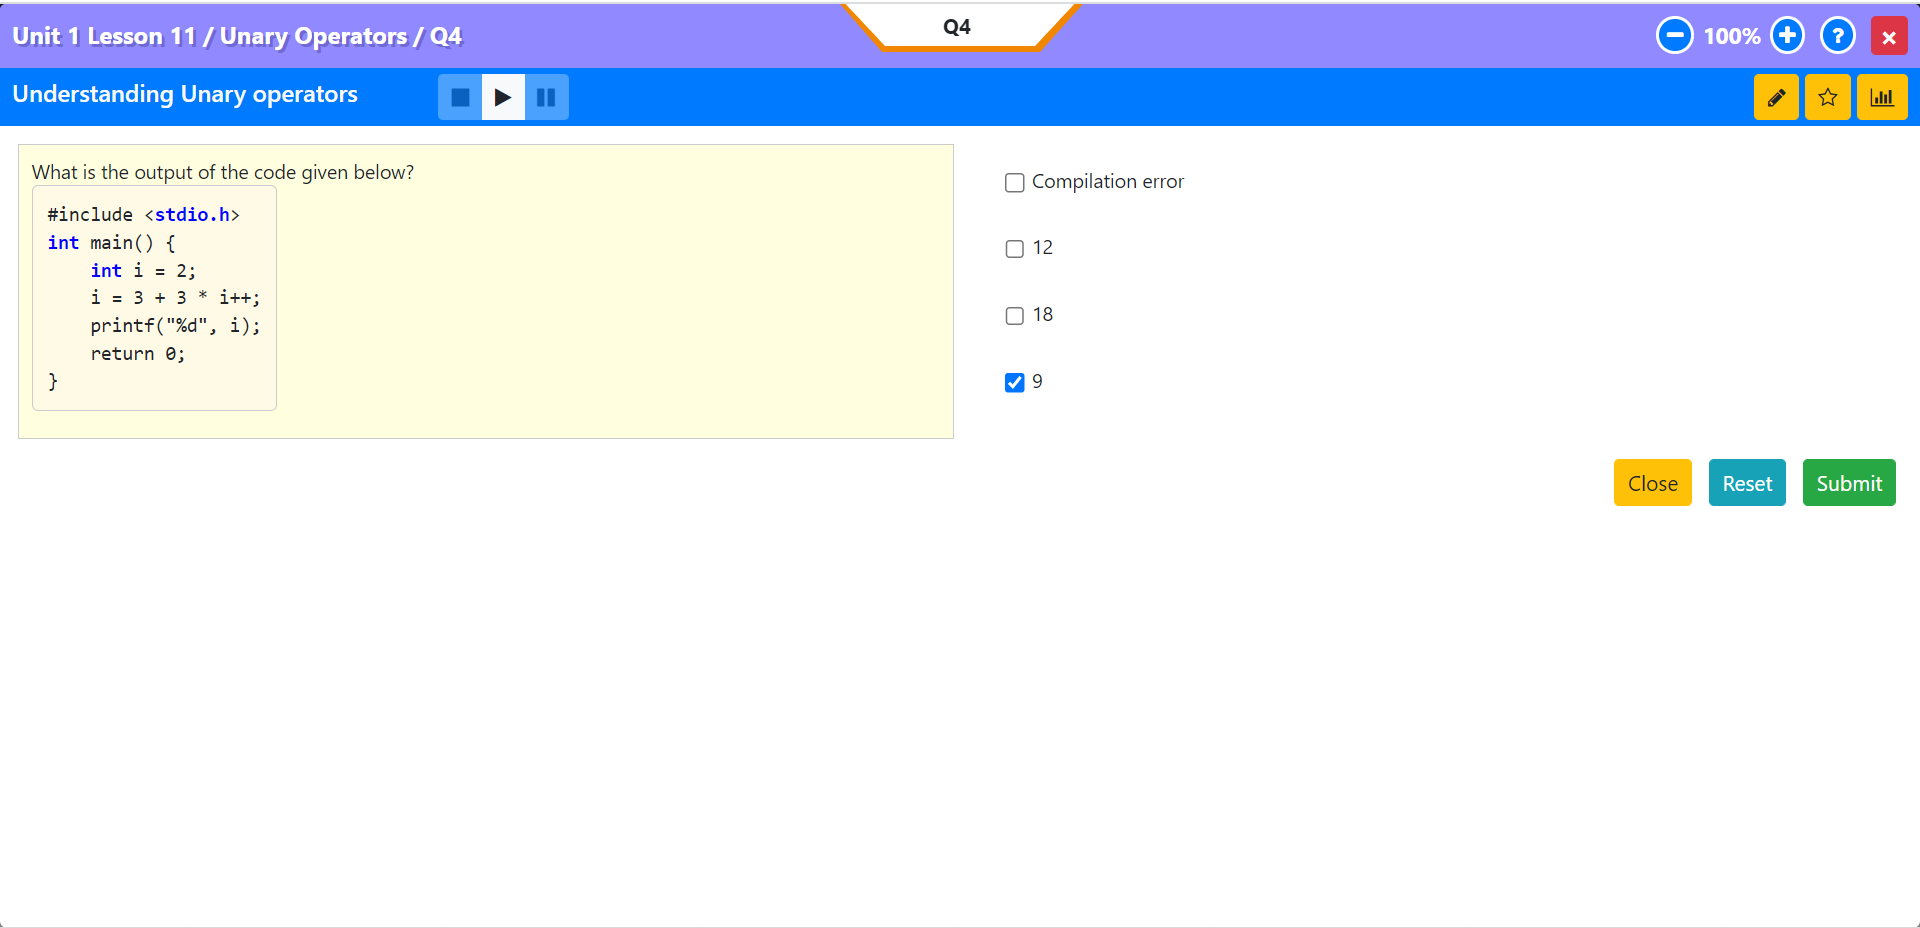 Unit 1 Lesson 11 / Unary Operators / Q4
Q4
100%
?
Understanding Unary operators
What is the output of the code given below?
#include <stdio.h>
int main() {
    int i = 2;
    i = 3 + 3 * i++;
    printf("%d", i);
    return 0;
}
Compilation error
12
18
9
Close
Reset
Submit